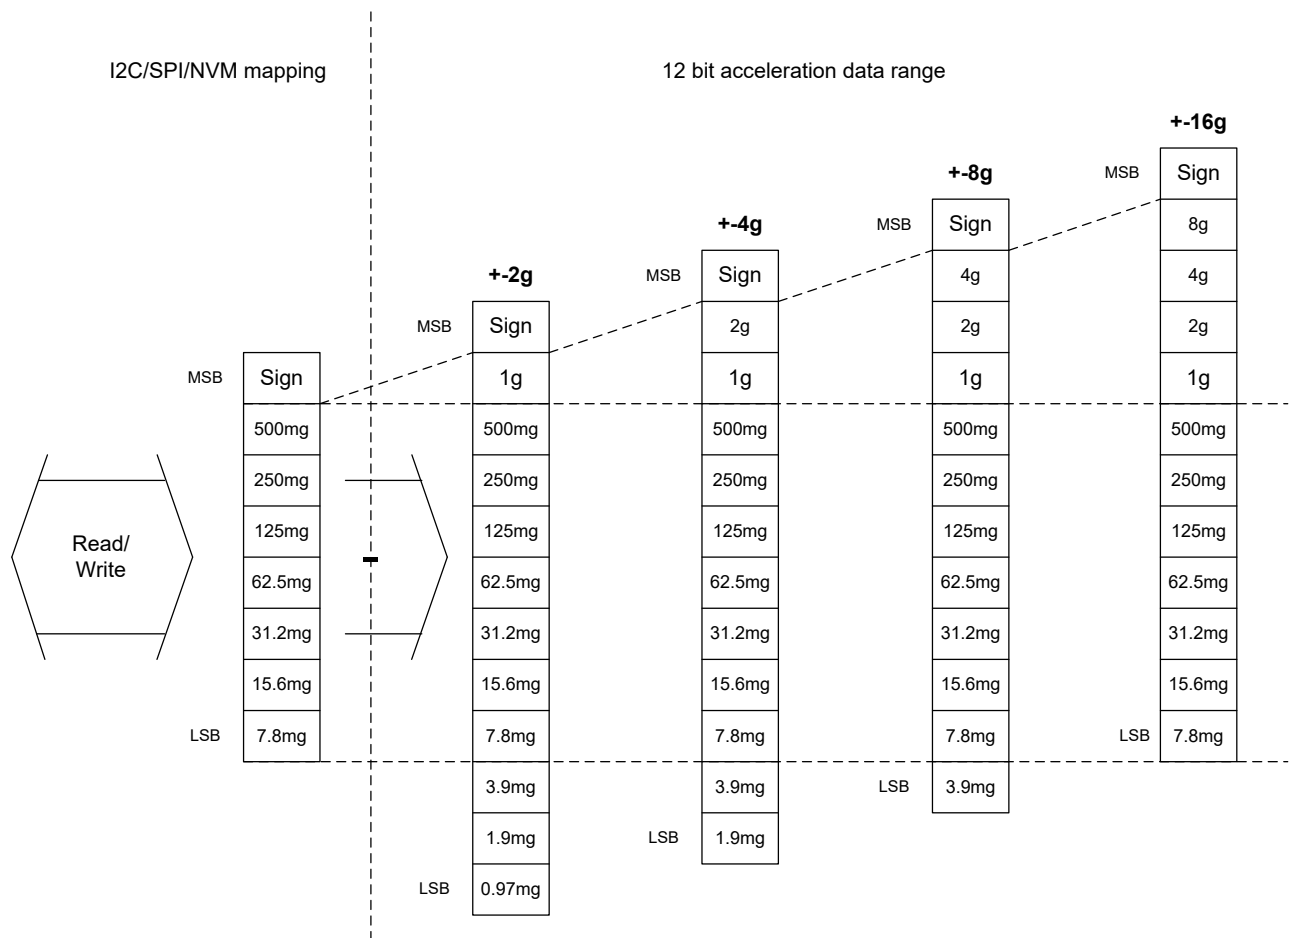 I2C/SPI/NVM mapping
12 bit acceleration data range
Read/
Write
MSB
Sign
500mg
250mg
125mg
62.5mg
31.2mg
15.6mg
LSB
7.8mg
+-2g
MSB
Sign
1g
500mg
250mg
125mg
62.5mg
31.2mg
15.6mg
7.8mg
3.9mg
1.9mg
LSB
0.97mg
+-4g
MSB
Sign
2g
1g
500mg
250mg
125mg
62.5mg
31.2mg
15.6mg
7.8mg
3.9mg
LSB
1.9mg
+-8g
MSB
Sign
4g
2g
1g
500mg
250mg
125mg
62.5mg
31.2mg
15.6mg
7.8mg
LSB
3.9mg
+-16g
MSB
Sign
8g
4g
2g
1g
500mg
250mg
125mg
62.5mg
31.2mg
15.6mg
LSB
7.8mg